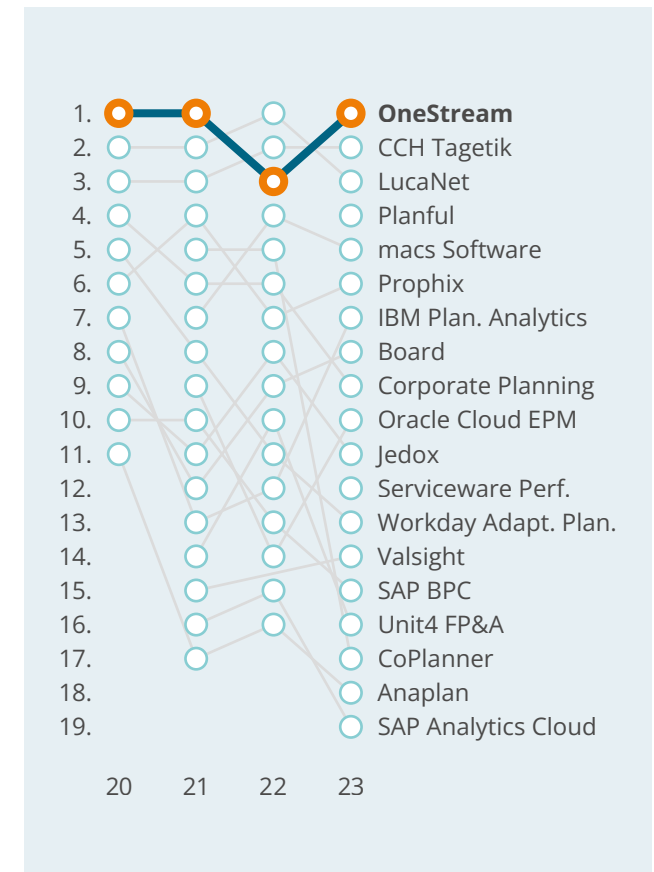 1. OneStream
2. CCH Tagetik
3. LucaNet
4. Planful
5. macs Software
6. Prophix
7. IBM Plan. Analytics
8. Board
9. Corporate Planning
10. Oracle Cloud EPM
11. Jedox
12. Serviceware Perf.
13. Workday Adapt. Plan.
14. Valsight
15. SAP BPC
16. Unit4 FP&A
17. CoPlanner
18. Anaplan
19. SAP Analytics Cloud
20 21 22 23